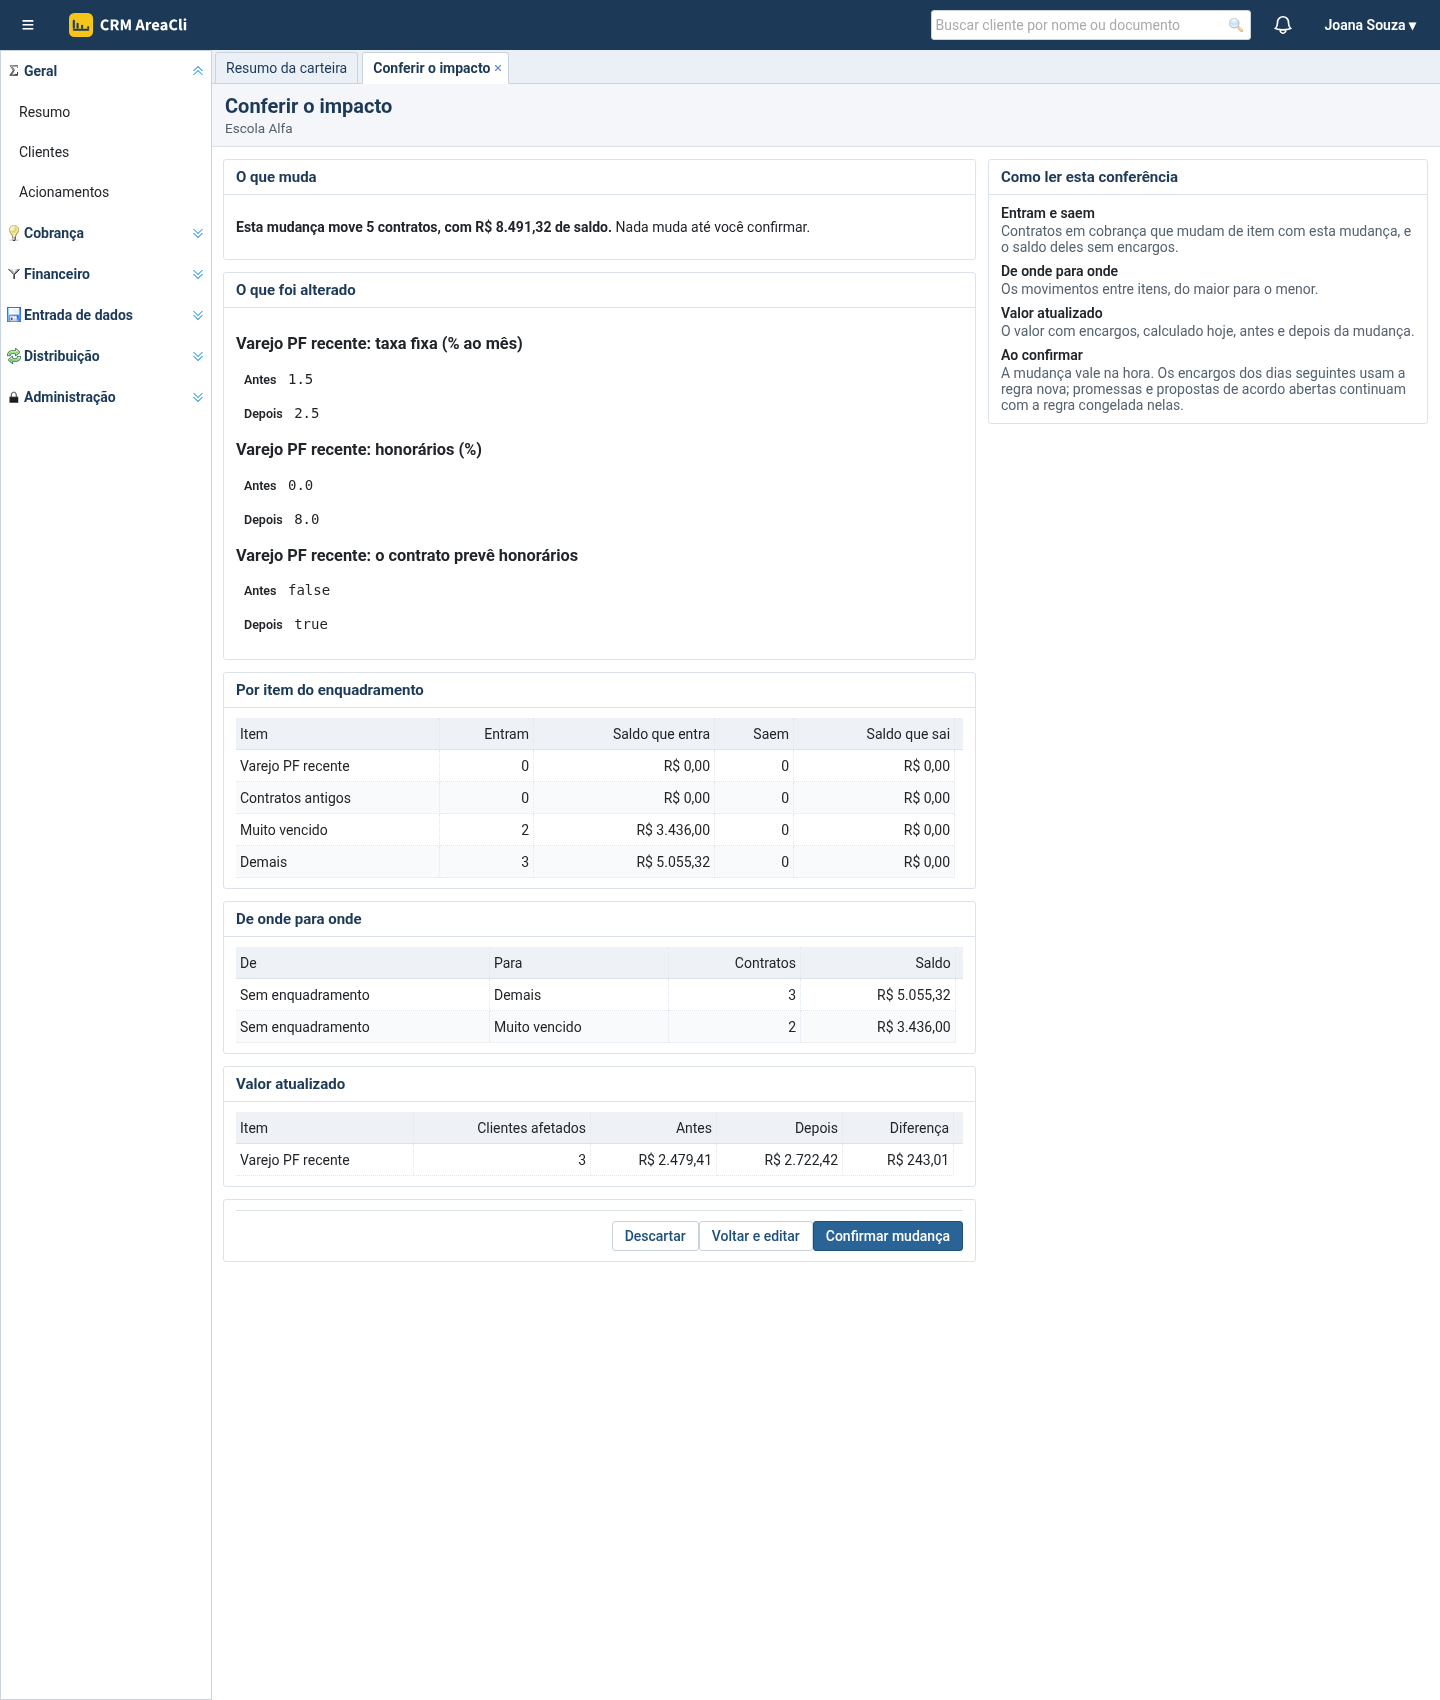 ≡
CRM AreaCli
Buscar cliente por nome ou documento
Joana Souza ▾
Σ Geral
Resumo
Clientes
Acionamentos
Cobrança
Financeiro
Entrada de dados
Distribuição
Administração
Resumo da carteira
Conferir o impacto ×
Conferir o impacto
Escola Alfa
O que muda
Esta mudança move 5 contratos, com R$ 8.491,32 de saldo. Nada muda até você confirmar.
O que foi alterado
Varejo PF recente: taxa fixa (% ao mês)
Antes 1.5
Depois 2.5
Varejo PF recente: honorários (%)
Antes 0.0
Depois 8.0
Varejo PF recente: o contrato prevê honorários
Antes false
Depois true
Por item do enquadramento
Item Entram Saldo que entra Saem Saldo que sai
Varejo PF recente 0 R$ 0,00 0 R$ 0,00
Contratos antigos 0 R$ 0,00 0 R$ 0,00
Muito vencido 2 R$ 3.436,00 0 R$ 0,00
Demais 3 R$ 5.055,32 0 R$ 0,00
De onde para onde
De Para Contratos Saldo
Sem enquadramento Demais 3 R$ 5.055,32
Sem enquadramento Muito vencido 2 R$ 3.436,00
Valor atualizado
Item Clientes afetados Antes Depois Diferença
Varejo PF recente 3 R$ 2.479,41 R$ 2.722,42 R$ 243,01
Descartar Voltar e editar Confirmar mudança
Como ler esta conferência
Entram e saem
Contratos em cobrança que mudam de item com esta mudança, e
o saldo deles sem encargos.
De onde para onde
Os movimentos entre itens, do maior para o menor.
Valor atualizado
O valor com encargos, calculado hoje, antes e depois da mudança.
Ao confirmar
A mudança vale na hora. Os encargos dos dias seguintes usam a
regra nova; promessas e propostas de acordo abertas continuam
com a regra congelada nelas.